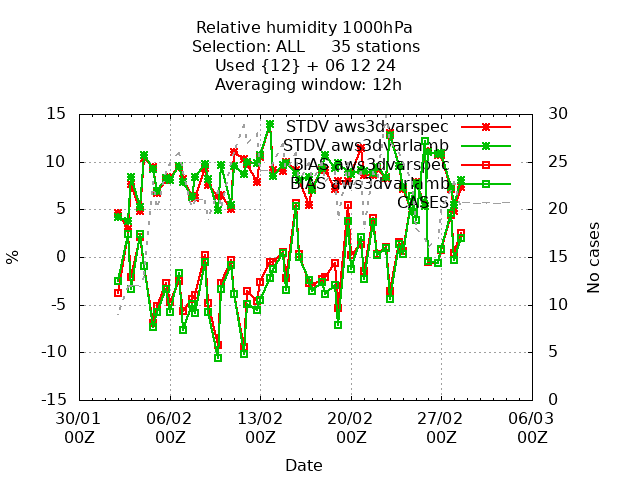 Relative humidity 1000hPa
Selection: ALL 35 stations
Used {12} + 06 12 24
Averaging window: 12h
STDV aws3dvarspec
STDV aws3dvarlamb
BIAS aws3dvarspec
BIAS aws3dvarlamb
CASES
15 30
10 25
5 20
0 15
-5 10
-10 5
-15 0
%
No cases
30/01 06/02 13/02 20/02 27/02 06/03
00Z 00Z 00Z 00Z 00Z 00Z
Date